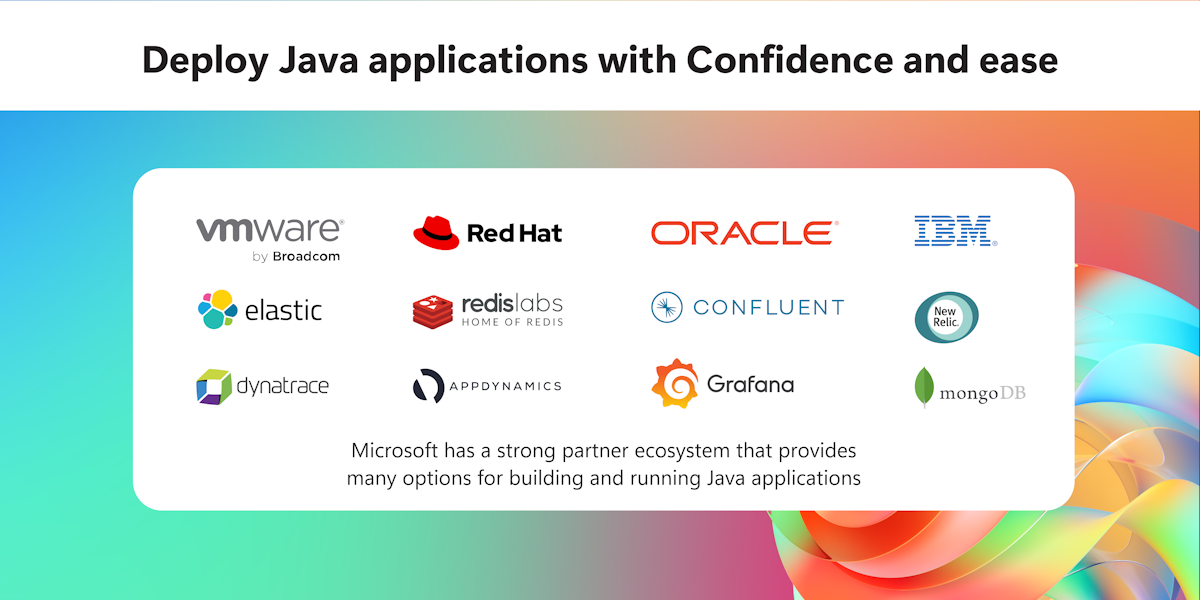 Deploy Java applications with Confidence and ease
vmware®
by Broadcom
Red Hat
ORACLE®
IBM®
elastic
redislabs
HOME OF REDIS
CONFLUENT
New
Relic.
dynatrace
APPDYNAMICS
Grafana
mongoDB
Microsoft has a strong partner ecosystem that provides
many options for building and running Java applications